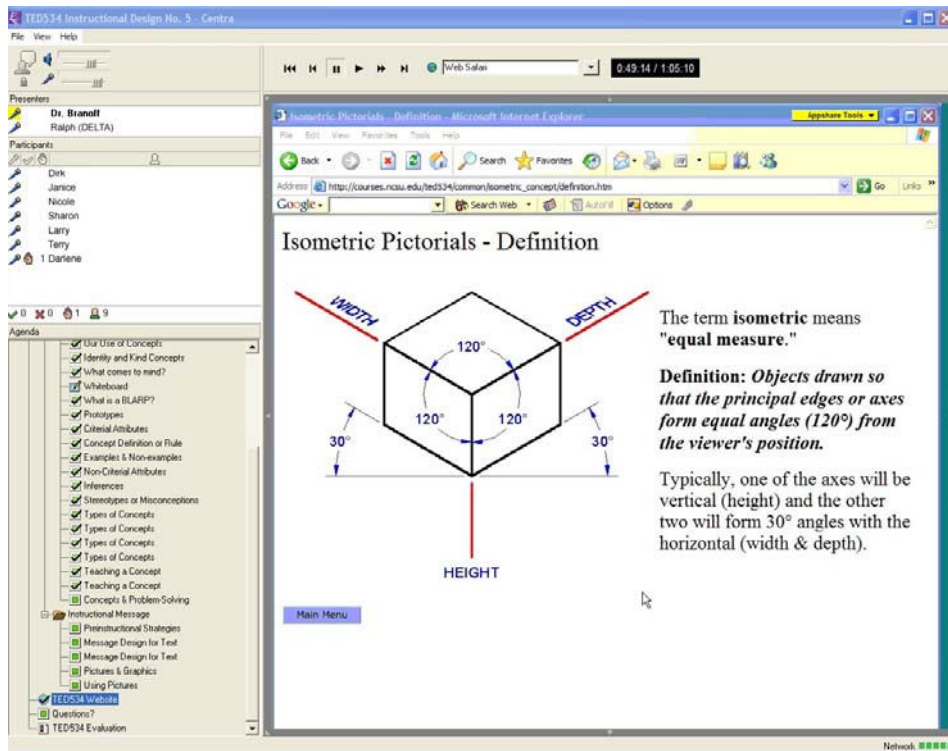 TED534 Instructional Design No. 5 - Centra
File View Help
Web Safari
0:49:14 / 1:05:10
Presenters
Dr. Branoff
Ralph (DELTA)
Participants
Dirk
Janice
Nicole
Sharon
Larry
Terry
1 Darlene
0 0 1 9
Agenda
Our Use of Concepts
Identity and Kind Concepts
What comes to mind?
Whiteboard
What is a BLARP?
Prototypes
Criterial Attributes
Concept Definition or Rule
Examples & Non-examples
Non-Criterial Attributes
Inferences
Stereotypes or Misconceptions
Types of Concepts
Types of Concepts
Types of Concepts
Types of Concepts
Teaching a Concept
Teaching a Concept
Concepts & Problem-Solving
Instructional Message
Preinstructional Strategies
Message Design for Text
Message Design for Text
Pictures & Graphics
Using Pictures
TED534 Website
Questions?
TED534 Evaluation
Isometric Pictorials - Definition - Microsoft Internet Explorer
Appshare Tools
File Edit View Favorites Tools Help
Back Search Favorites
Address http://courses.ncsu.edu/ted534/common/isometric_concept/definition.htm Go Links »
Google Search Web AutoFill Options
Isometric Pictorials - Definition
WIDTH
DEPTH
120°
120° 120°
30° 30°
HEIGHT
The term isometric means
"equal measure."
Definition: Objects drawn so
that the principal edges or axes
form equal angles (120°) from
the viewer's position.
Typically, one of the axes will be
vertical (height) and the other
two will form 30° angles with the
horizontal (width & depth).
Main Menu
Network